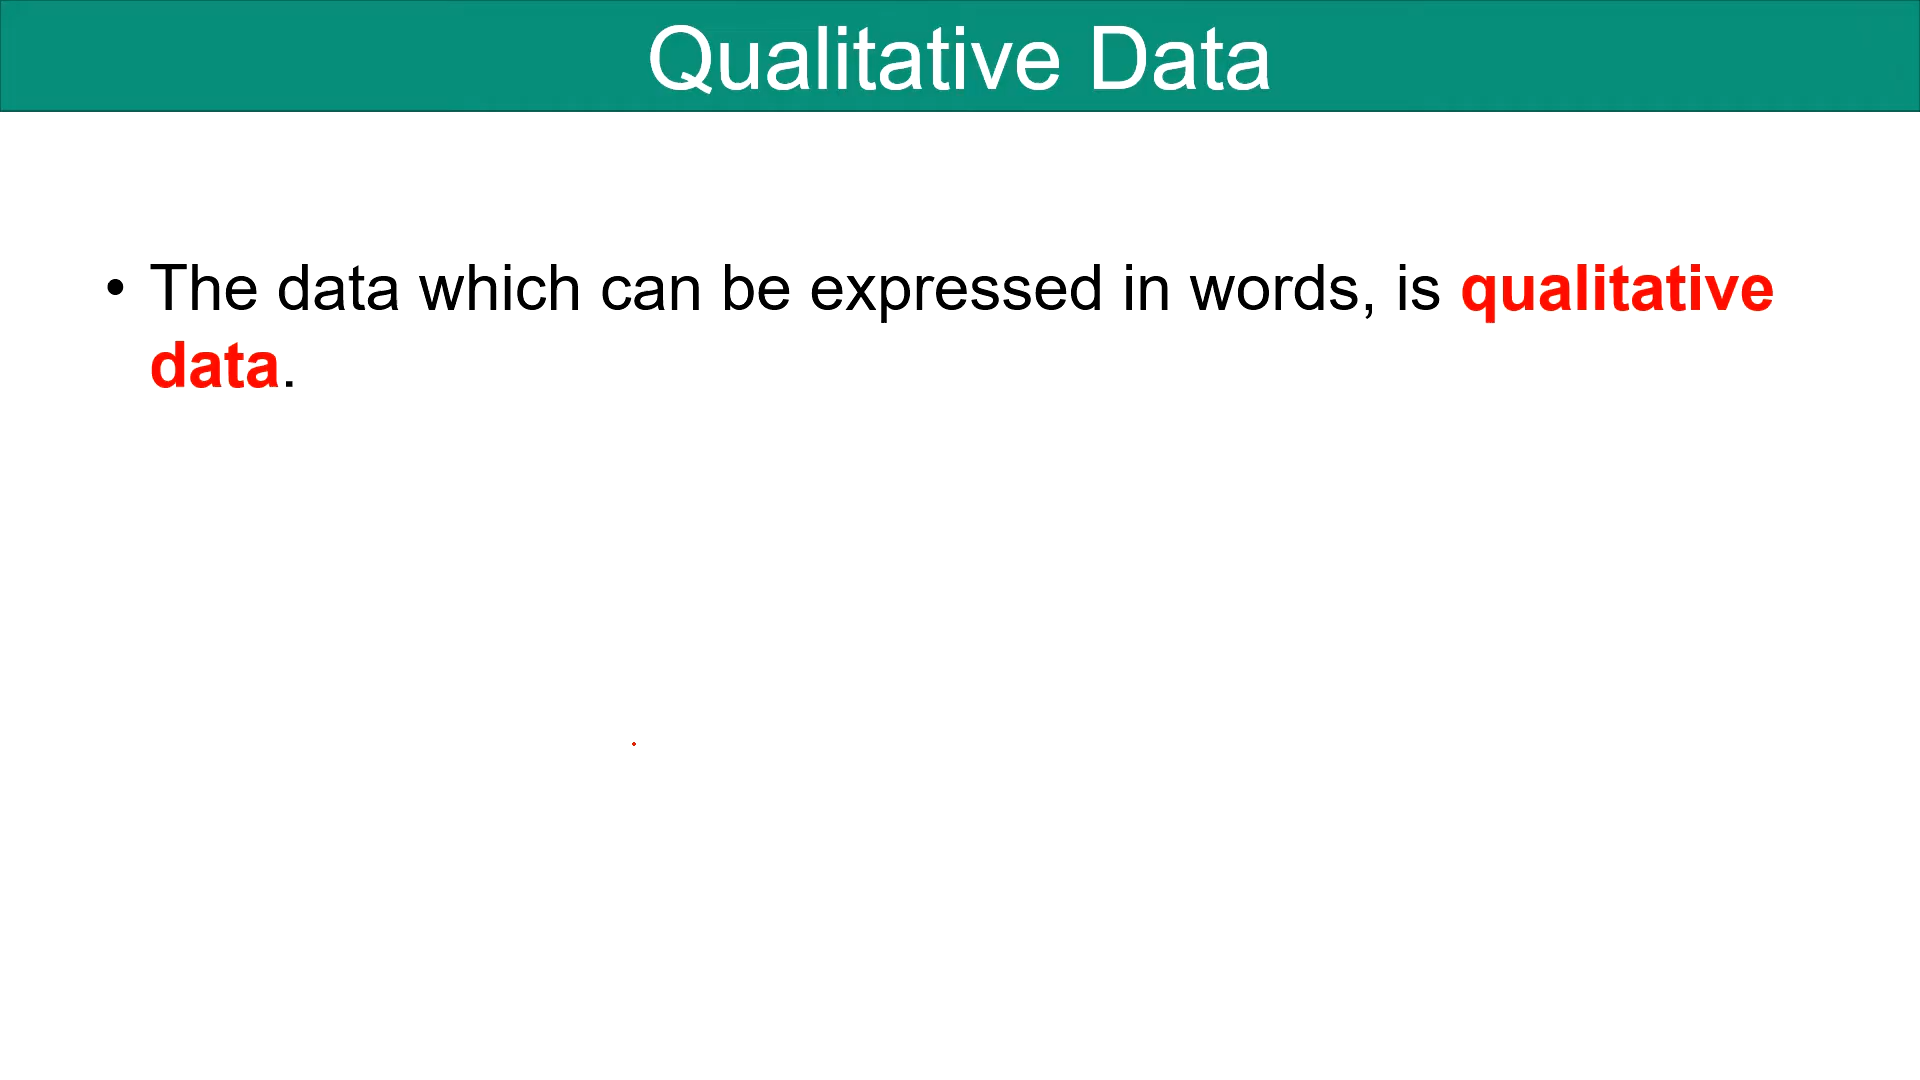 Qualitative Data
• The data which can be expressed in words, is qualitative
data.